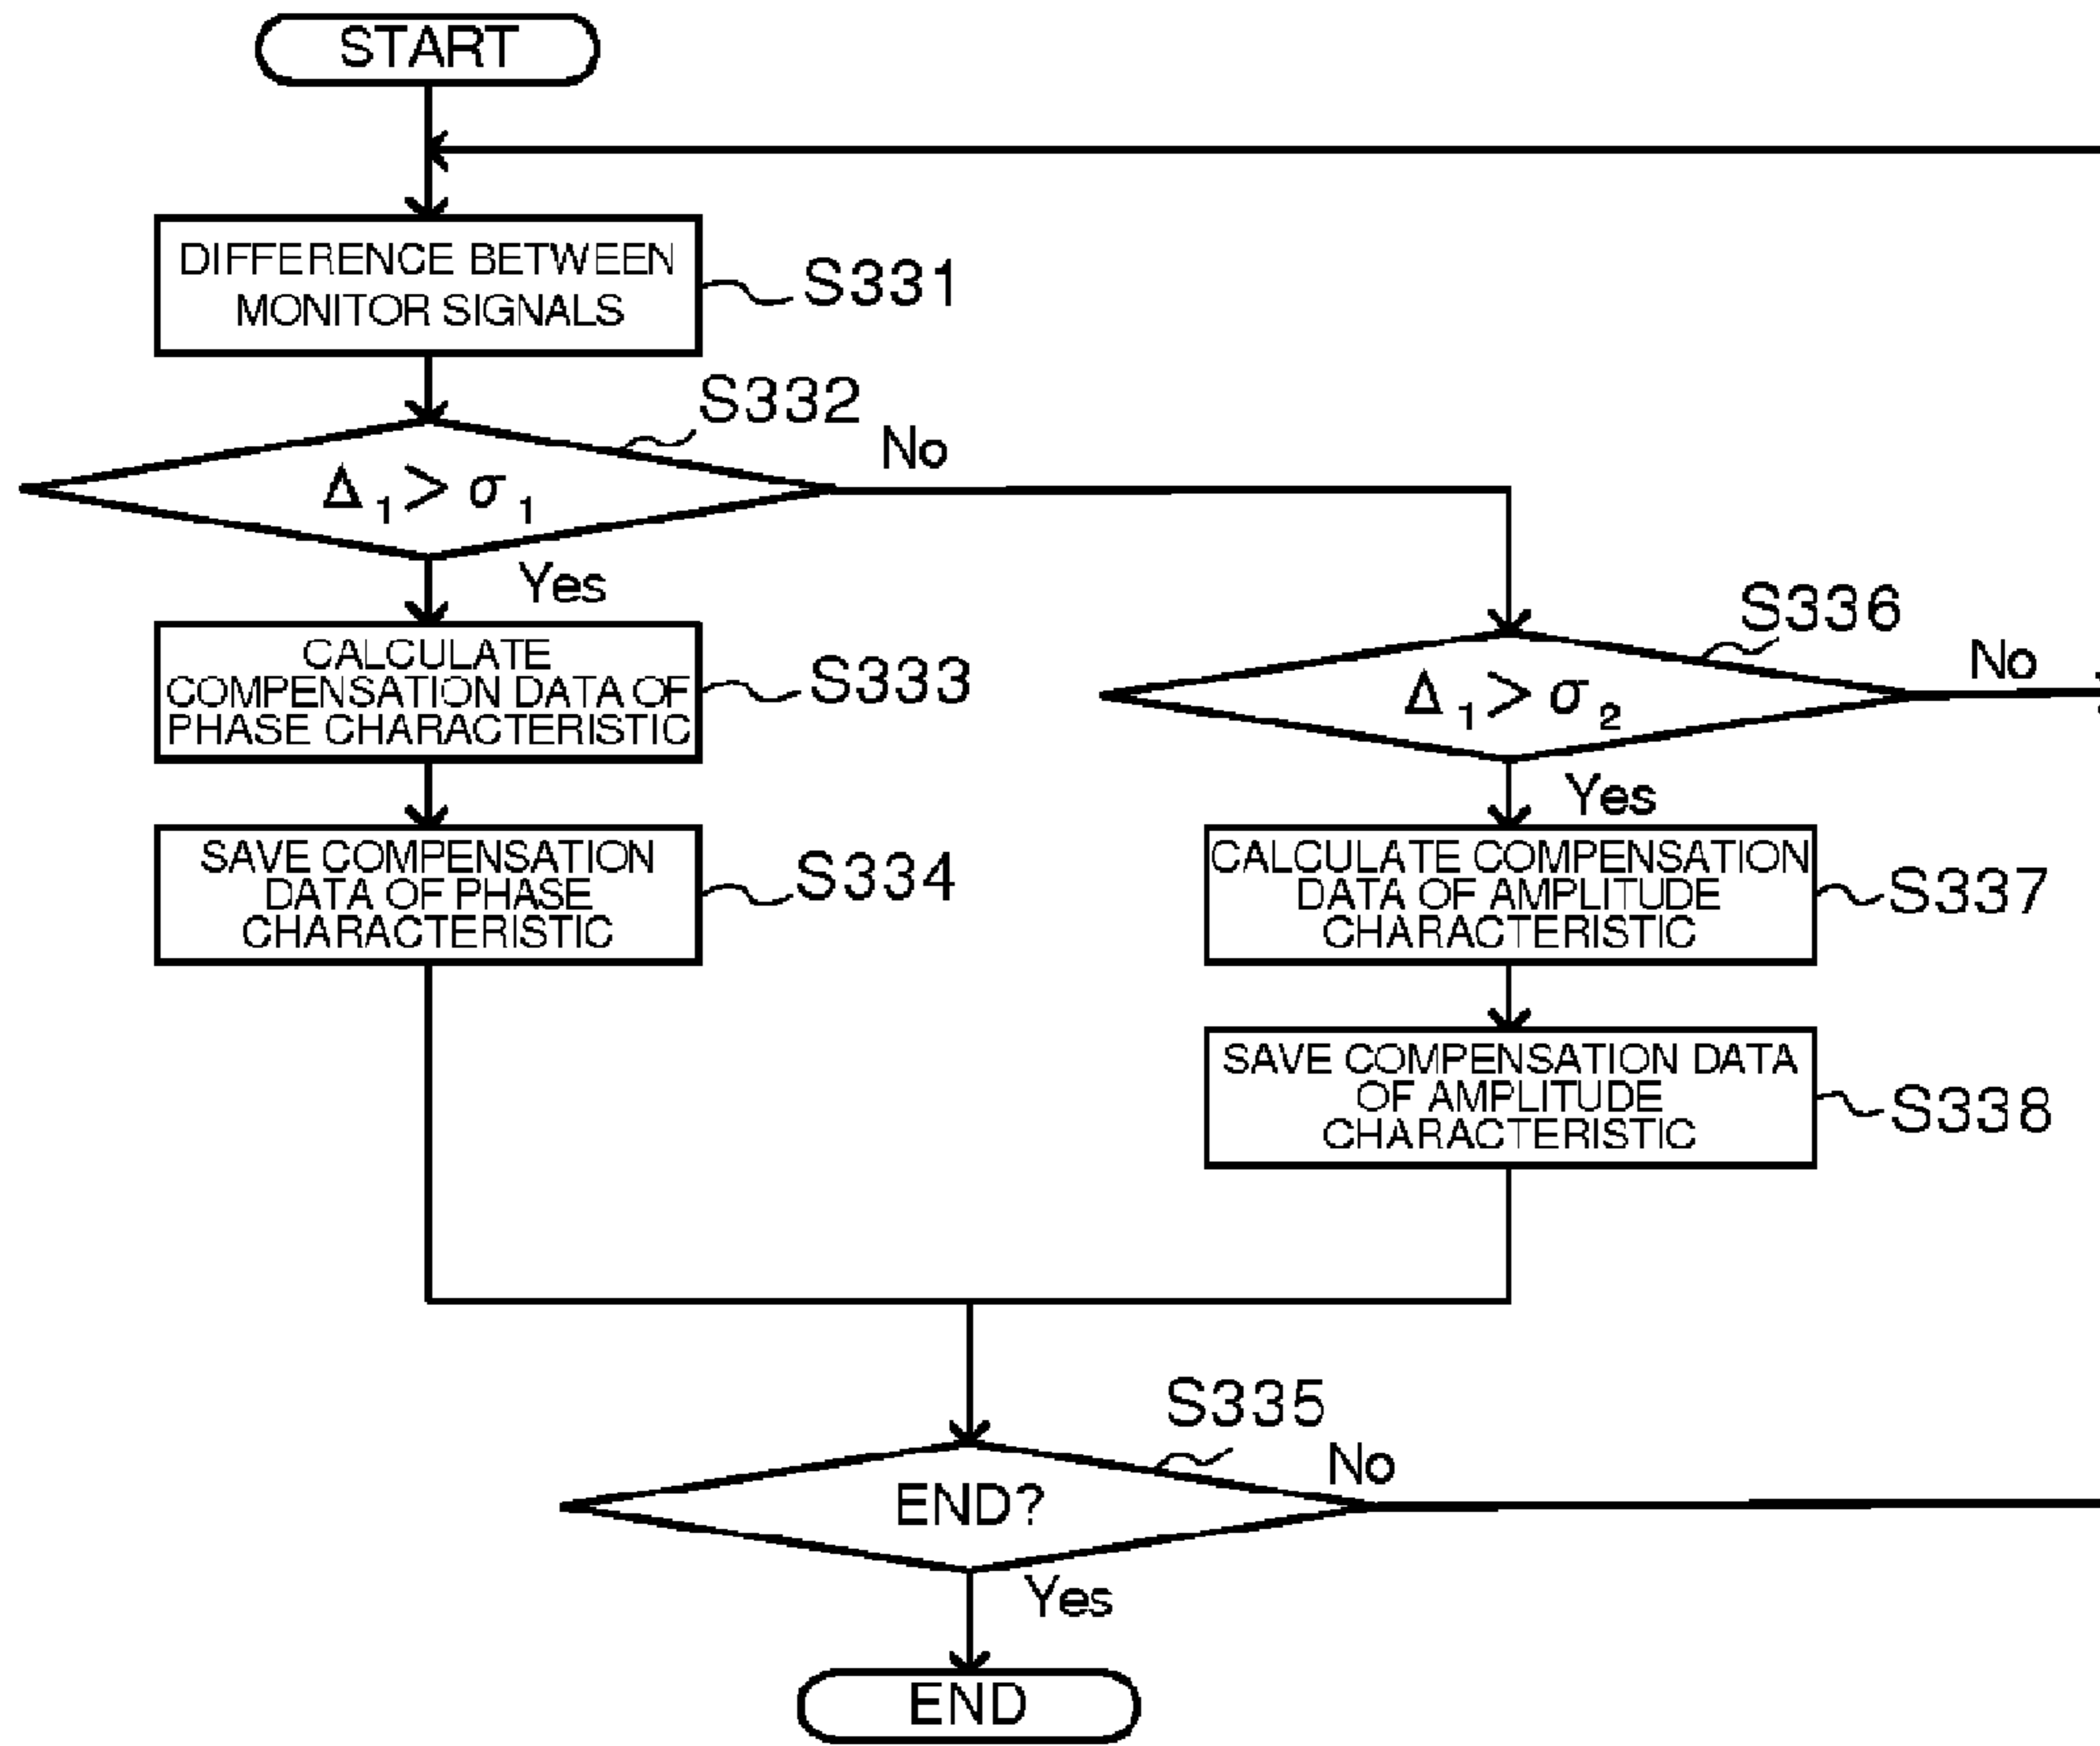 START
DIFFERENCE BETWEEN
MONITOR SIGNALS
S331
S332
Δ₁ > σ₁
No
Yes
CALCULATE
COMPENSATION DATA OF
PHASE CHARACTERISTIC
S333
SAVE COMPENSATION
DATA OF PHASE
CHARACTERISTIC
S334
S336
Δ₁ > σ₂
No
Yes
CALCULATE COMPENSATION
DATA OF AMPLITUDE
CHARACTERISTIC
S337
SAVE COMPENSATION DATA
OF AMPLITUDE
CHARACTERISTIC
S338
S335
END?
No
Yes
END